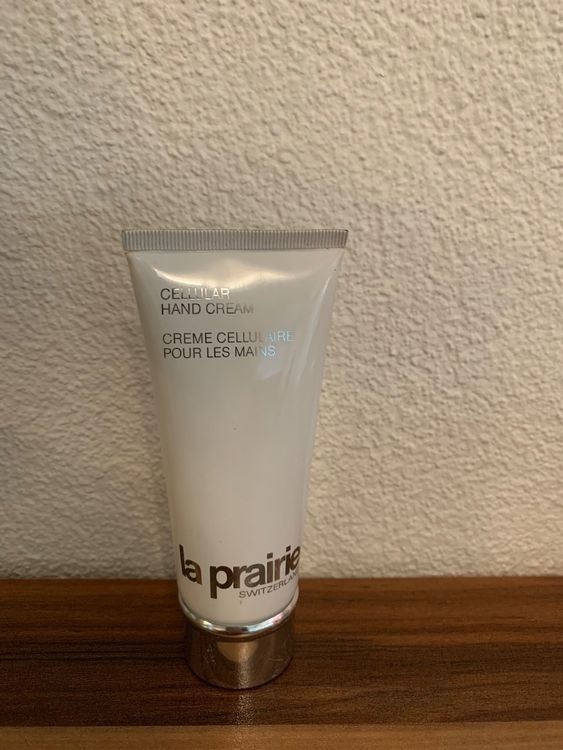 CELLULAR
HAND CREAM
CREME CELLULAIRE
POUR LES MAINS
la prairie
SWITZERLAND